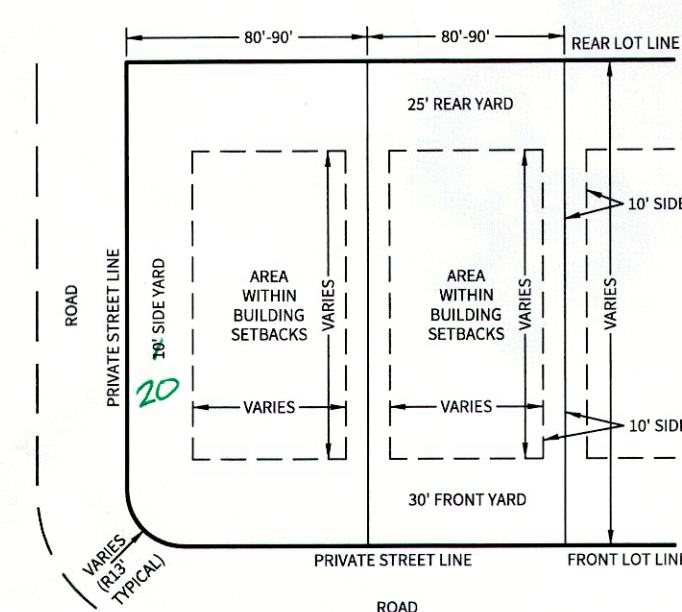 80'-90'
80'-90'
REAR LOT LINE
25' REAR YARD
10' SIDE
ROAD
PRIVATE STREET LINE
10' SIDE YARD
20
AREA
WITHIN
BUILDING
SETBACKS
VARIES
AREA
WITHIN
BUILDING
SETBACKS
VARIES
VARIES
VARIES
VARIES
10' SIDE
30' FRONT YARD
VARIES
(R13'
TYPICAL)
PRIVATE STREET LINE
FRONT LOT LINE
ROAD